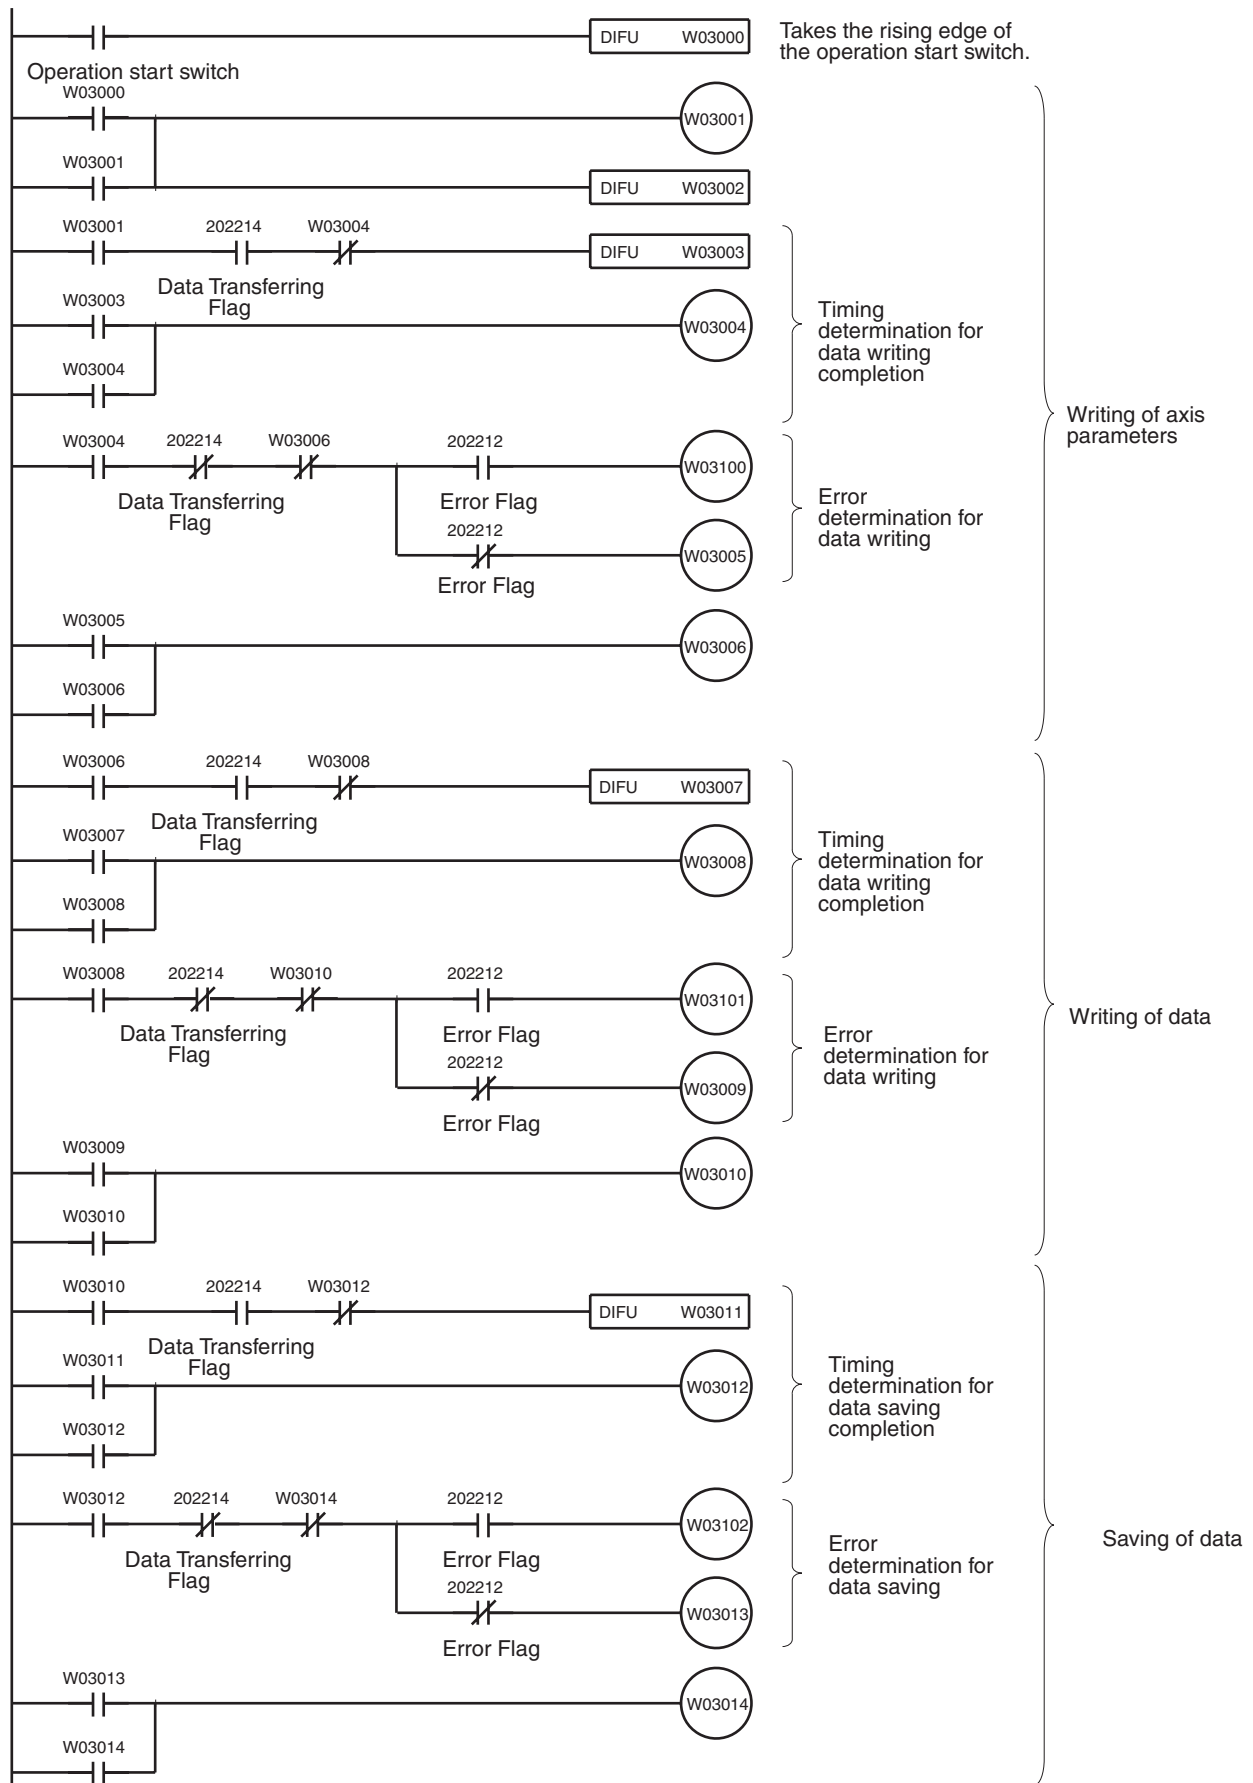 DIFU W03000
Takes the rising edge of
the operation start switch.
Operation start switch
W03000
W03001
W03001
DIFU W03002
W03001 202214 W03004
DIFU W03003
Data Transferring
Flag
W03003
W03004
W03004
Timing
determination for
data writing
completion
Writing of axis
parameters
W03004 202214 W03006 202212
W03100
Data Transferring
Flag
Error Flag
202212
W03005
Error Flag
Error
determination for
data writing
W03005
W03006
W03006
W03006 202214 W03008
DIFU W03007
Data Transferring
Flag
W03007
W03008
W03008
Timing
determination for
data writing
completion
W03008 202214 W03010 202212
W03101
Data Transferring
Flag
Error Flag
202212
W03009
Error Flag
Error
determination for
data writing
Writing of data
W03009
W03010
W03010
W03010 202214 W03012
DIFU W03011
Data Transferring
Flag
W03011
W03012
W03012
Timing
determination for
data saving
completion
W03012 202214 W03014 202212
W03102
Data Transferring
Flag
Error Flag
202212
W03013
Error Flag
Error
determination for
data saving
Saving of data
W03013
W03014
W03014